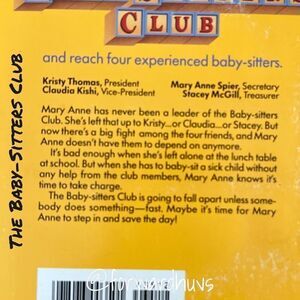 CLUB
and reach four experienced baby-sitters.
Kristy Thomas, President
Claudia Kishi, Vice-President
Mary Anne Spier, Secretary
Stacey McGill, Treasurer
Mary Anne has never been a leader of the Baby-sitters
Club. She's left that up to Kristy...or Claudia...or Stacey. But
now there's a big fight among the four friends, and Mary
Anne doesn't have them to depend on anymore.
It's bad enough when she's left alone at the lunch table
at school. But when she has to baby-sit a sick child without
any help from the club members, Mary Anne knows it's
time to take charge.
The Baby-sitters Club is going to fall apart unless some-
body does something—fast. Maybe it's time for Mary
Anne to step in and save the day!
THE BABY-SITTERS CLUB